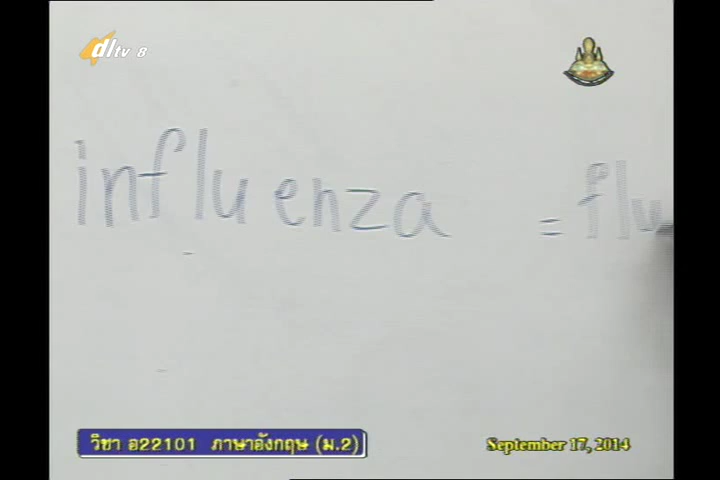 dltv 8
influenza = flu
วิชา อ22101 ภาษาอังกฤษ (ม.2)
September 17, 2014